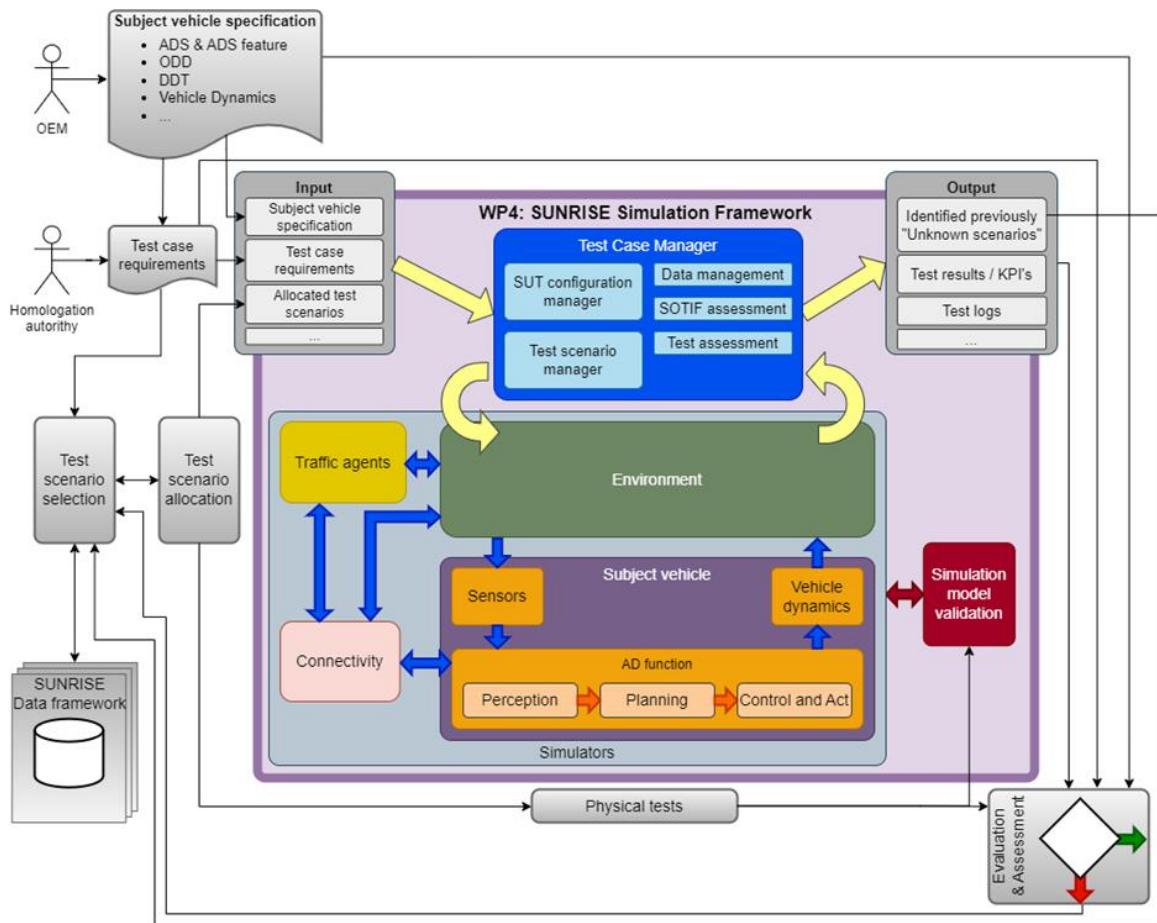 Subject vehicle specification
• ADS & ADS feature
• ODD
• DDT
• Vehicle Dynamics
• ...
OEM
Input
Subject vehicle
specification
Test case
requirements
Allocated test
scenarios
...
Test case
requirements
Homologation
autorithy
WP4: SUNRISE Simulation Framework
Test Case Manager
SUT configuration
manager
Test scenario
manager
Data management
SOTIF assessment
Test assessment
Output
Identified previously
"Unknown scenarios"
Test results / KPI's
Test logs
...
Test
scenario
selection
Test
scenario
allocation
Traffic agents
Environment
Subject vehicle
Sensors
Vehicle
dynamics
Connectivity
AD function
Perception
Planning
Control and Act
Simulators
Simulation
model
validation
SUNRISE
Data framework
Physical tests
Evaluation
& Assessment